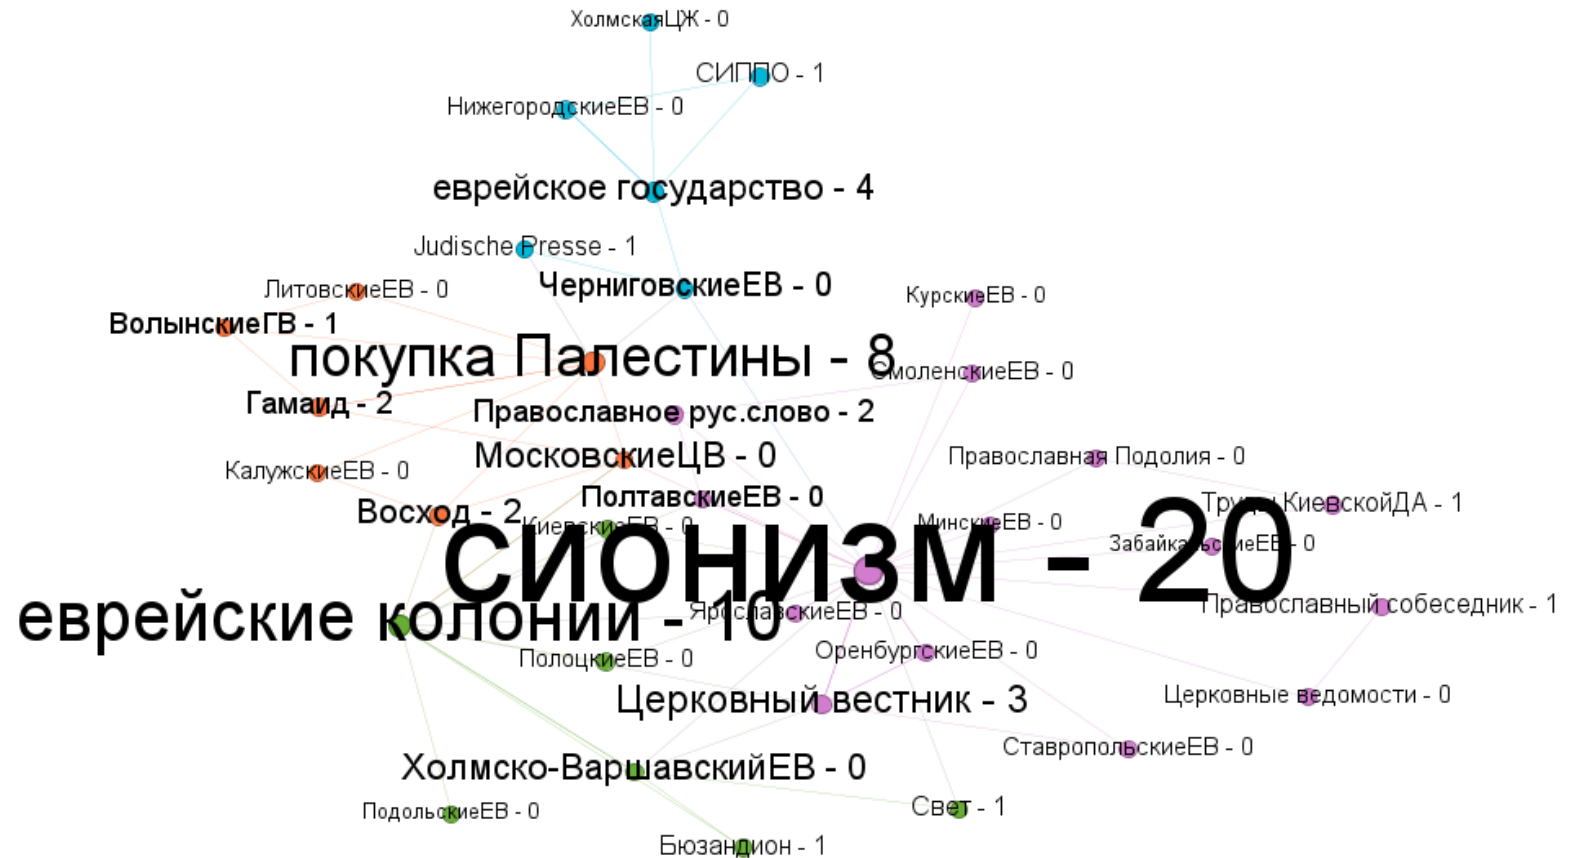 ХолмскаяЦЖ - 0
СИППО - 1
НижегородскиеЕВ - 0
еврейское государство - 4
Judische Presse - 1
ЧерниговскиеЕВ - 0
ЛитовскиеЕВ - 0
КурскиеЕВ - 0
ВолынскиеГВ - 1
покупка Палестины - 8
СмоленскиеЕВ - 0
Гамаид - 2
Православное рус.слово - 2
МосковскиеЦВ - 0
Православная Подолия - 0
КалужскиеЕВ - 0
ПолтавскиеЕВ - 0
Труды КиевскойДА - 1
Восход - 2
КиевскиеЕВ - 0
МинскиеЕВ - 0
ЗабайкальскиеЕВ - 0
сионизм - 20
Православный собеседник - 1
еврейские колонии - 10
ЯрославскиеЕВ - 0
ОренбургскиеЕВ - 0
ПолоцкиеЕВ - 0
Церковные ведомости - 0
Церковный вестник - 3
СтавропольскиеЕВ - 0
Холмско-ВаршавскийЕВ - 0
Свет - 1
ПодольскиеЕВ - 0
Бюзандион - 1